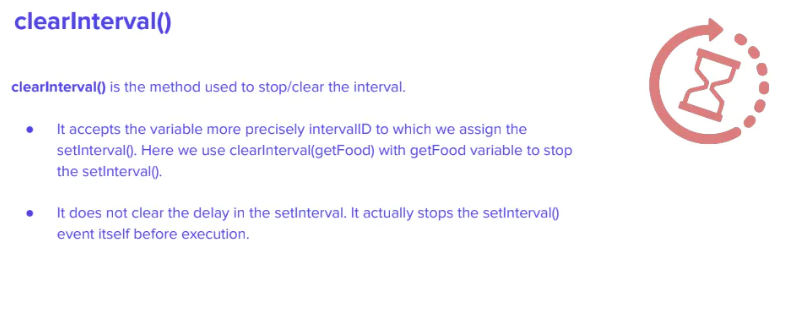 clearInterval()
clearInterval() is the method used to stop/clear the interval.
● It accepts the variable more precisely intervalID to which we assign the
setInterval(). Here we use clearInterval(getFood) with getFood variable to stop
the setInterval().
● It does not clear the delay in the setInterval. It actually stops the setInterval()
event itself before execution.